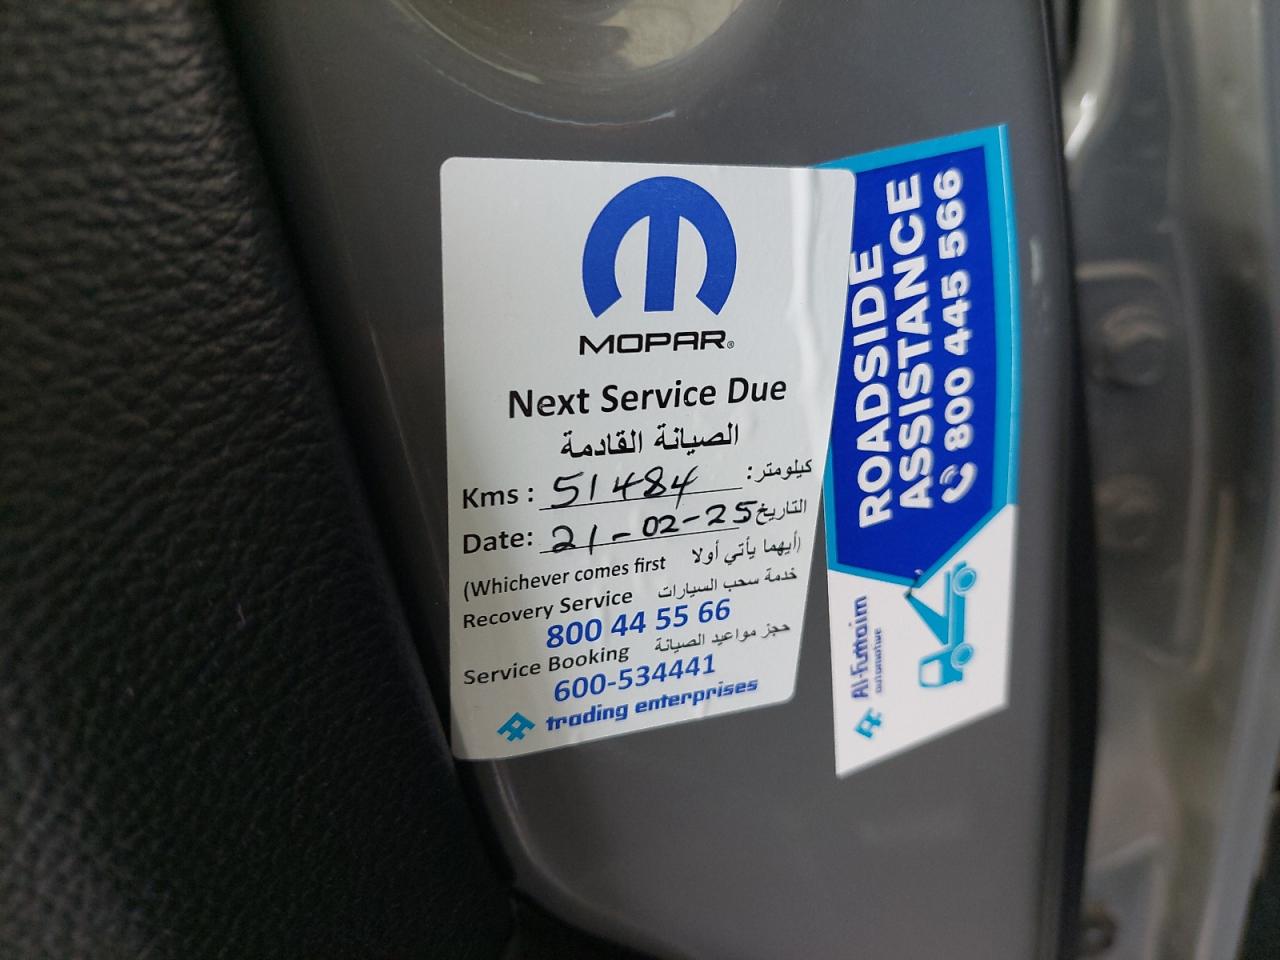 MOPAR®
Next Service Due
الصيانة القادمة
Kms : 51484 كيلومتر:
Date: 21-02-25 التاريخ
(Whichever comes first أيهما يأتي أولا)
Recovery Service خدمة سحب السيارات
800 44 55 66
Service Booking حجز مواعيد الصيانة
600-534441
trading enterprises
ROADSIDE
ASSISTANCE
800 445 566
Al-Futtaim
automotive